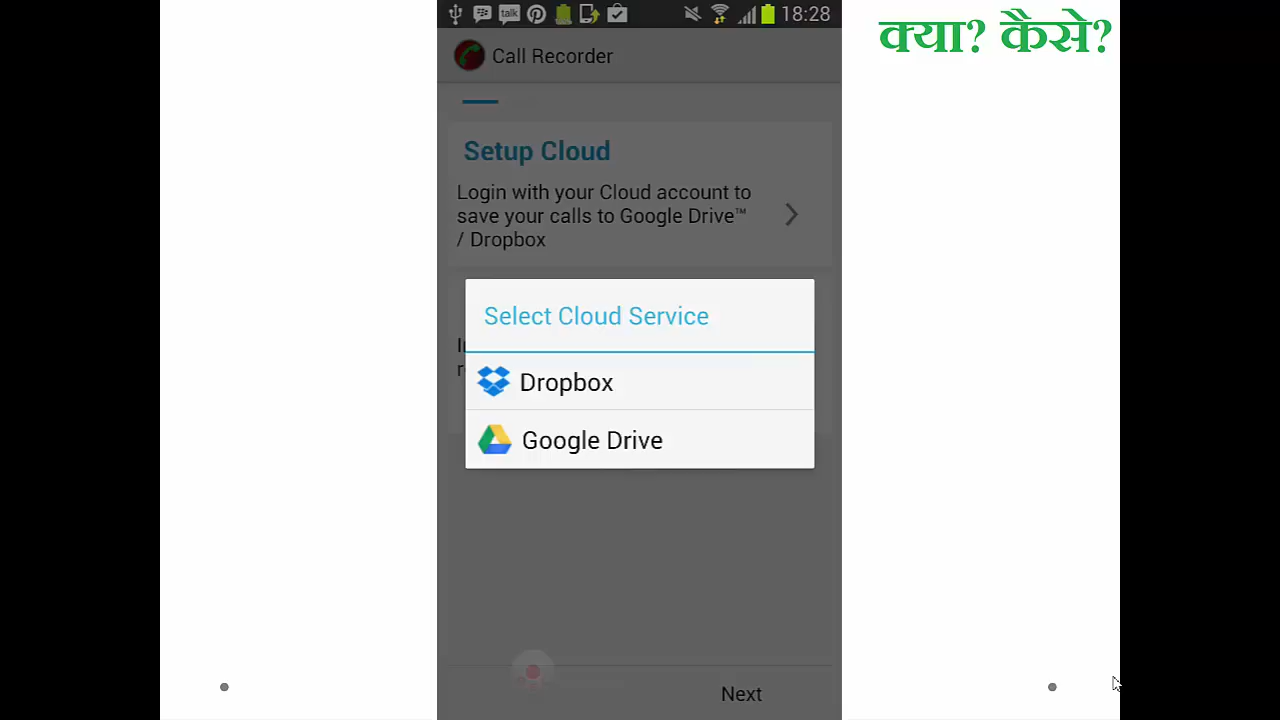 talk
18:28
क्या? कैसे?
Call Recorder
Setup Cloud
Login with your Cloud account to
save your calls to Google Drive™
/ Dropbox
Select Cloud Service
Dropbox
Google Drive
Next